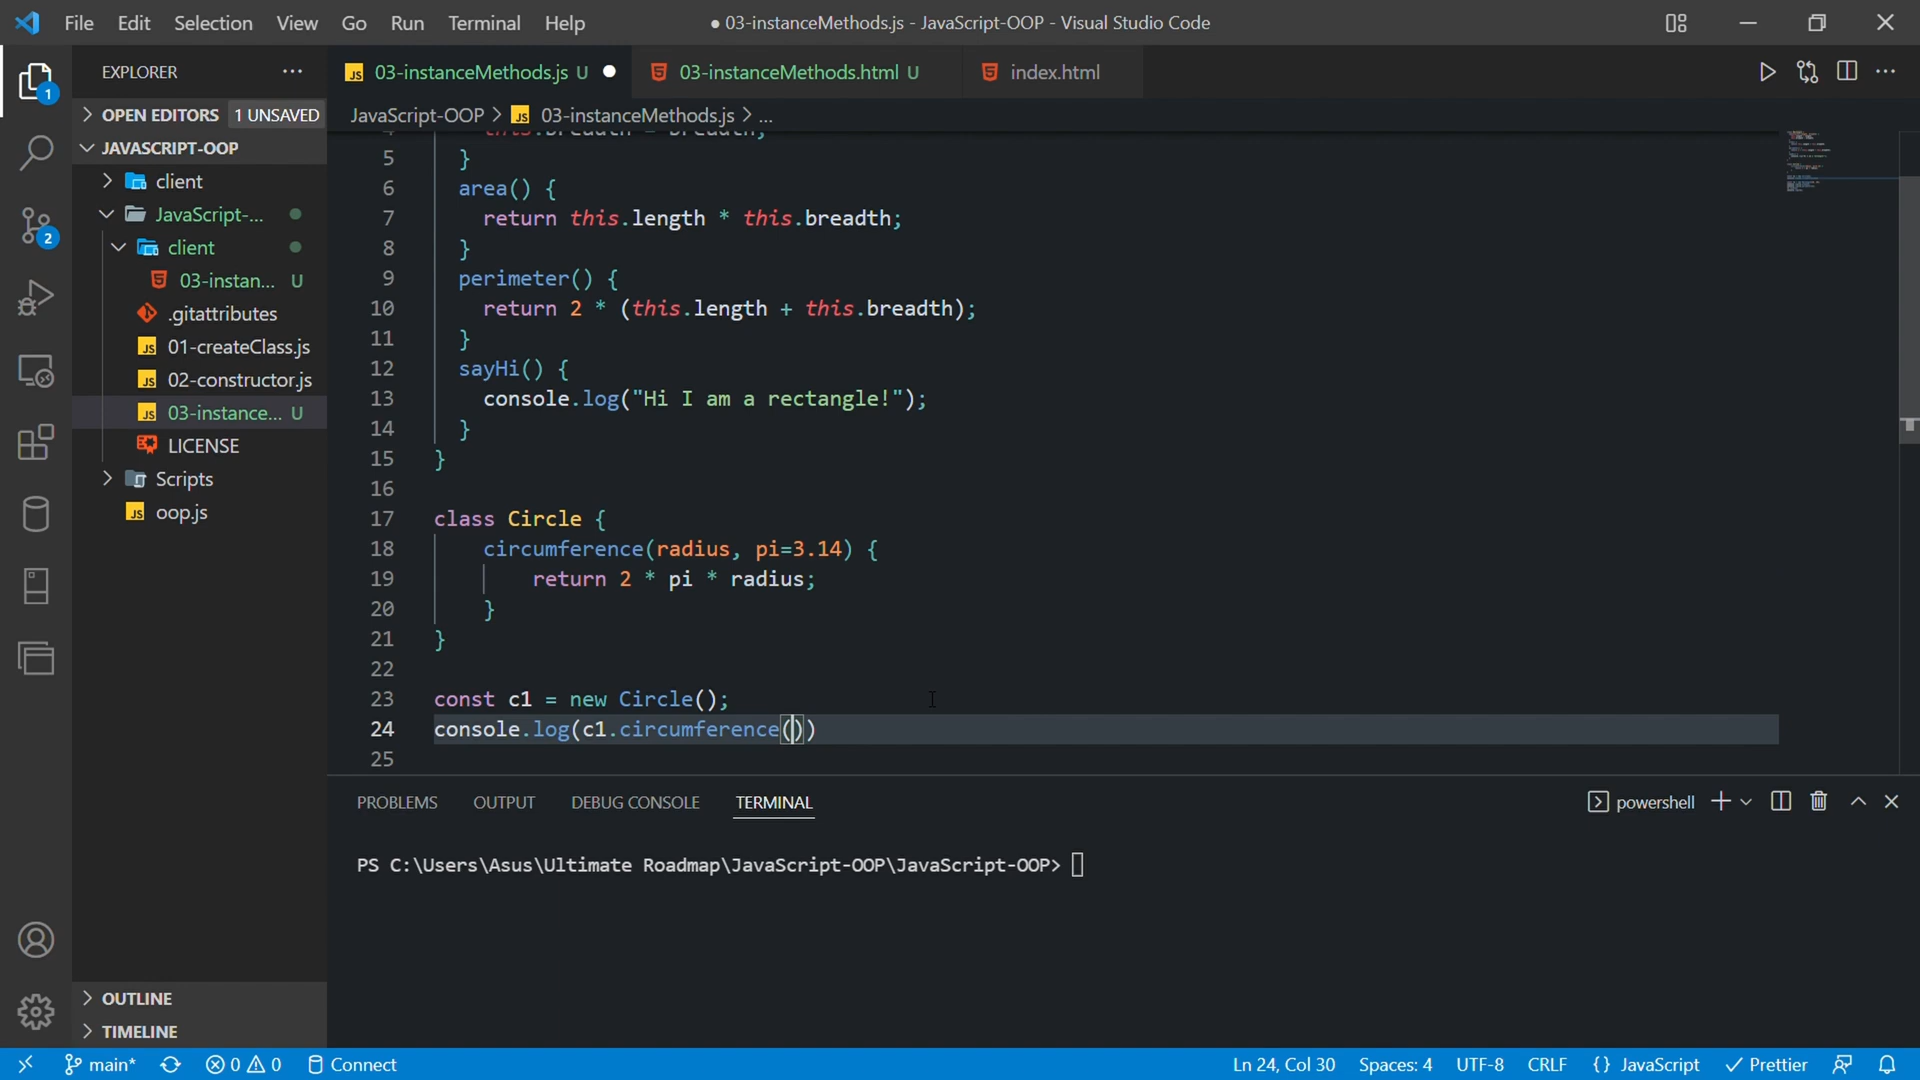 File Edit Selection View Go Run Terminal Help ● 03-instanceMethods.js - JavaScript-OOP - Visual Studio Code
EXPLORER ···
03-instanceMethods.js U ●
03-instanceMethods.html U
index.html
OPEN EDITORS 1 UNSAVED
JAVASCRIPT-OOP
client
JavaScript-...
client
03-instan... U
.gitattributes
01-createClass.js
02-constructor.js
03-instance... U
LICENSE
Scripts
oop.js
OUTLINE
TIMELINE
1
2
JavaScript-OOP > JS 03-instanceMethods.js > ...
4 this.breadth = breadth;
5 }
6 area() {
7 return this.length * this.breadth;
8 }
9 perimeter() {
10 return 2 * (this.length + this.breadth);
11 }
12 sayHi() {
13 console.log("Hi I am a rectangle!");
14 }
15 }
16
17 class Circle {
18 circumference(radius, pi=3.14) {
19 return 2 * pi * radius;
20 }
21 }
22
23 const c1 = new Circle();
24 console.log(c1.circumference())
25
PROBLEMS OUTPUT DEBUG CONSOLE TERMINAL powershell
PS C:\Users\Asus\Ultimate Roadmap\JavaScript-OOP\JavaScript-OOP>
main* 0 0 Connect Ln 24, Col 30 Spaces: 4 UTF-8 CRLF {} JavaScript Prettier